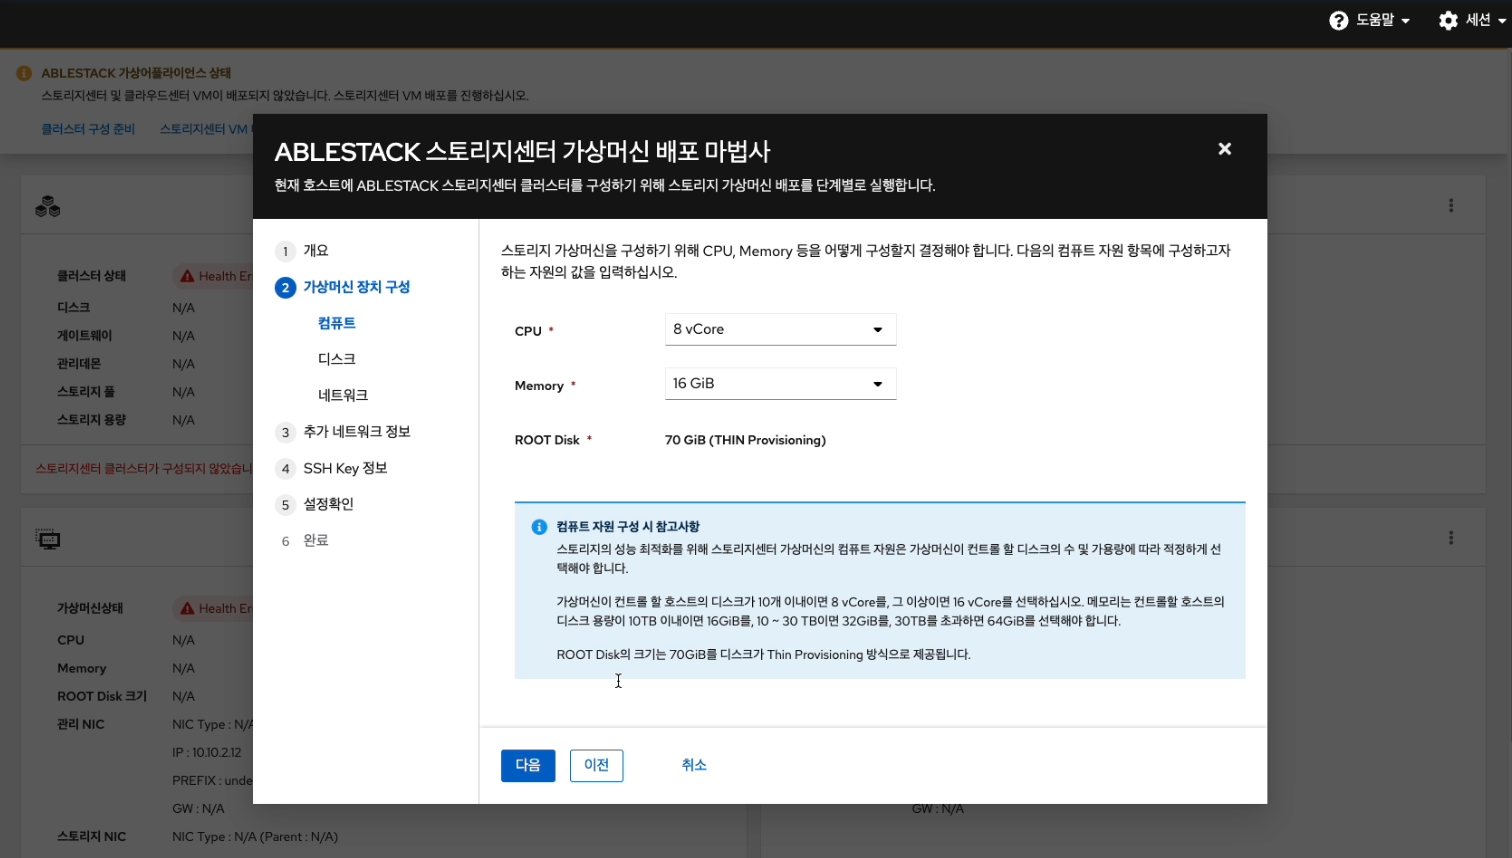 도움말
세션
ABLESTACK 가상어플라이언스 상태
스토리지센터 및 클라우드센터 VM이 배포되지 않았습니다. 스토리지센터 VM 배포를 진행하십시오.
클러스터 구성 준비
스토리지센터 VM
ABLESTACK 스토리지센터 가상머신 배포 마법사
현재 호스트에 ABLESTACK 스토리지센터 클러스터를 구성하기 위해 스토리지 가상머신 배포를 단계별로 실행합니다.
클러스터 상태 Health Er
디스크 N/A
게이트웨이 N/A
관리데몬 N/A
스토리지 풀 N/A
스토리지 용량 N/A
스토리지센터 클러스터가 구성되지 않았습니
가상머신상태 Health Er
CPU N/A
Memory N/A
ROOT Disk 크기 N/A
관리 NIC NIC Type : N/A
IP : 10.10.2.12
PREFIX : unde
GW : N/A
스토리지 NIC NIC Type : N/A (Parent : N/A)
GW : N/A
1 개요
2 가상머신 장치 구성
컴퓨트
디스크
네트워크
3 추가 네트워크 정보
4 SSH Key 정보
5 설정확인
6 완료
스토리지 가상머신을 구성하기 위해 CPU, Memory 등을 어떻게 구성할지 결정해야 합니다. 다음의 컴퓨트 자원 항목에 구성하고자
하는 자원의 값을 입력하십시오.
CPU * 8 vCore
Memory * 16 GiB
ROOT Disk * 70 GiB (THIN Provisioning)
컴퓨트 자원 구성 시 참고사항
스토리지의 성능 최적화를 위해 스토리지센터 가상머신의 컴퓨트 자원은 가상머신이 컨트롤 할 디스크의 수 및 가용량에 따라 적정하게 선
택해야 합니다.
가상머신이 컨트롤 할 호스트의 디스크가 10개 이내이면 8 vCore를, 그 이상이면 16 vCore를 선택하십시오. 메모리는 컨트롤할 호스트의
디스크 용량이 10TB 이내이면 16GiB를, 10 ~ 30 TB이면 32GiB를, 30TB를 초과하면 64GiB를 선택해야 합니다.
ROOT Disk의 크기는 70GiB를 디스크가 Thin Provisioning 방식으로 제공됩니다.
다음
이전
취소